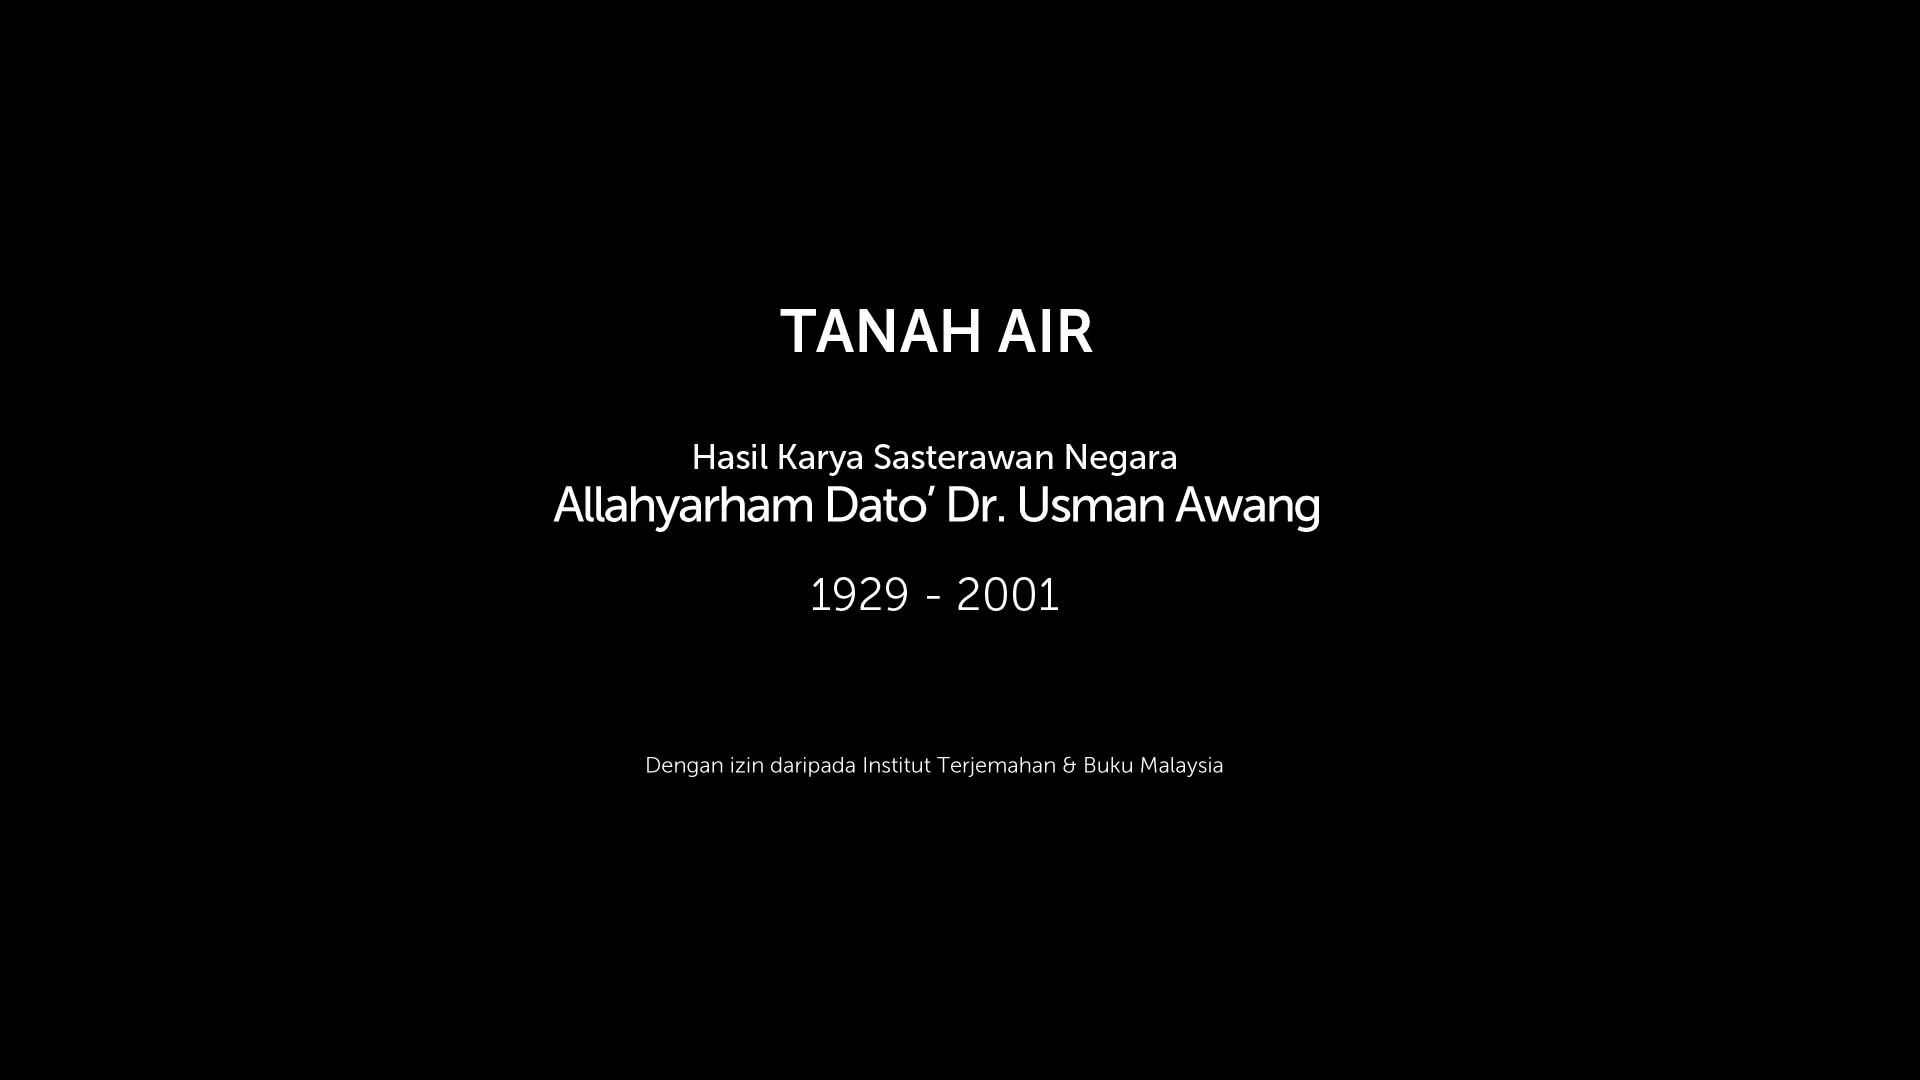 TANAH AIR
Hasil Karya Sasterawan Negara
Allahyarham Dato’ Dr. Usman Awang
1929 - 2001
Dengan izin daripada Institut Terjemahan & Buku Malaysia